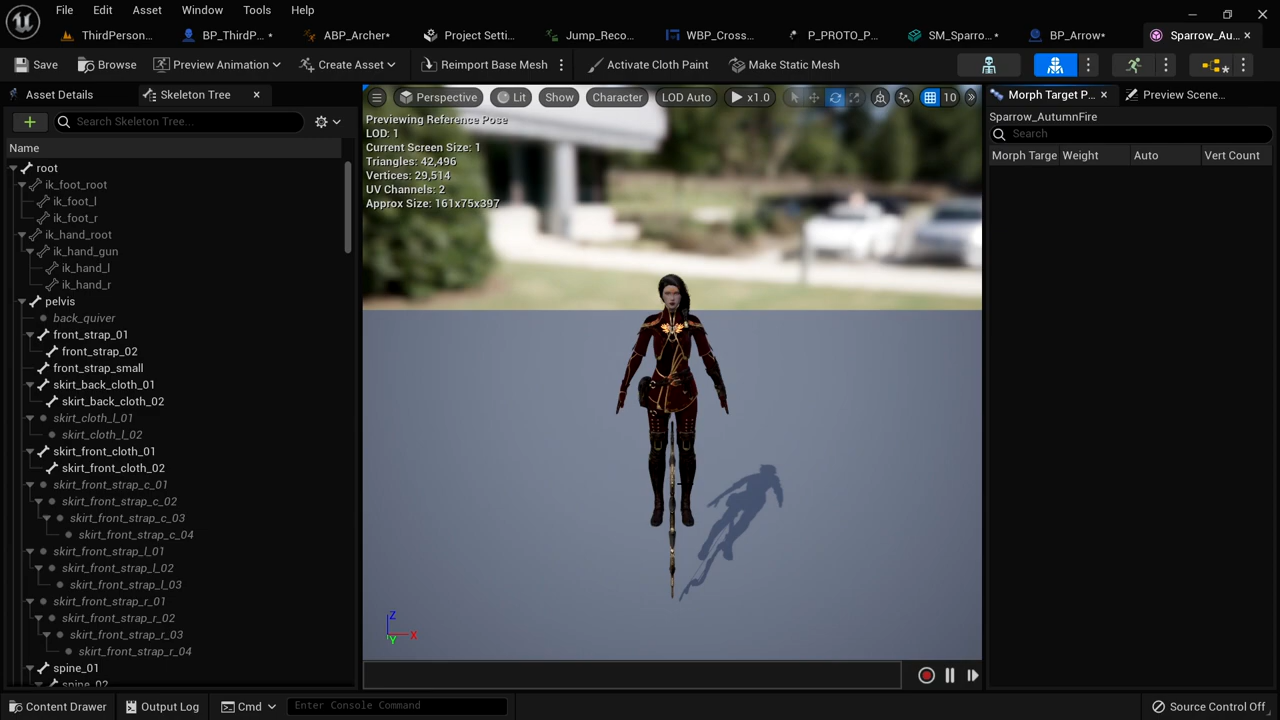 File Edit Asset Window Tools Help
ThirdPerson... BP_ThirdP... * ABP_Archer* Project Setti... Jump_Reco... WBP_Cross... P_PROTO_P... SM_Sparro...* BP_Arrow* Sparrow_Au...
Save Browse Preview Animation Create Asset Reimport Base Mesh Activate Cloth Paint Make Static Mesh
Asset Details Skeleton Tree
Search Skeleton Tree...
Name
root
ik_foot_root
ik_foot_l
ik_foot_r
ik_hand_root
ik_hand_gun
ik_hand_l
ik_hand_r
pelvis
back_quiver
front_strap_01
front_strap_02
front_strap_small
skirt_back_cloth_01
skirt_back_cloth_02
skirt_cloth_l_01
skirt_cloth_l_02
skirt_front_cloth_01
skirt_front_cloth_02
skirt_front_strap_c_01
skirt_front_strap_c_02
skirt_front_strap_c_03
skirt_front_strap_c_04
skirt_front_strap_l_01
skirt_front_strap_l_02
skirt_front_strap_l_03
skirt_front_strap_r_01
skirt_front_strap_r_02
skirt_front_strap_r_03
skirt_front_strap_r_04
spine_01
spine_02
Perspective Lit Show Character LOD Auto x1.0 10
Previewing Reference Pose
LOD: 1
Current Screen Size: 1
Triangles: 42,496
Vertices: 29,514
UV Channels: 2
Approx Size: 161x75x397
Z
X
Y
Morph Target P... Preview Scene...
Sparrow_AutumnFire
Search
Morph Targe Weight Auto Vert Count
Content Drawer Output Log Cmd Enter Console Command Source Control Off